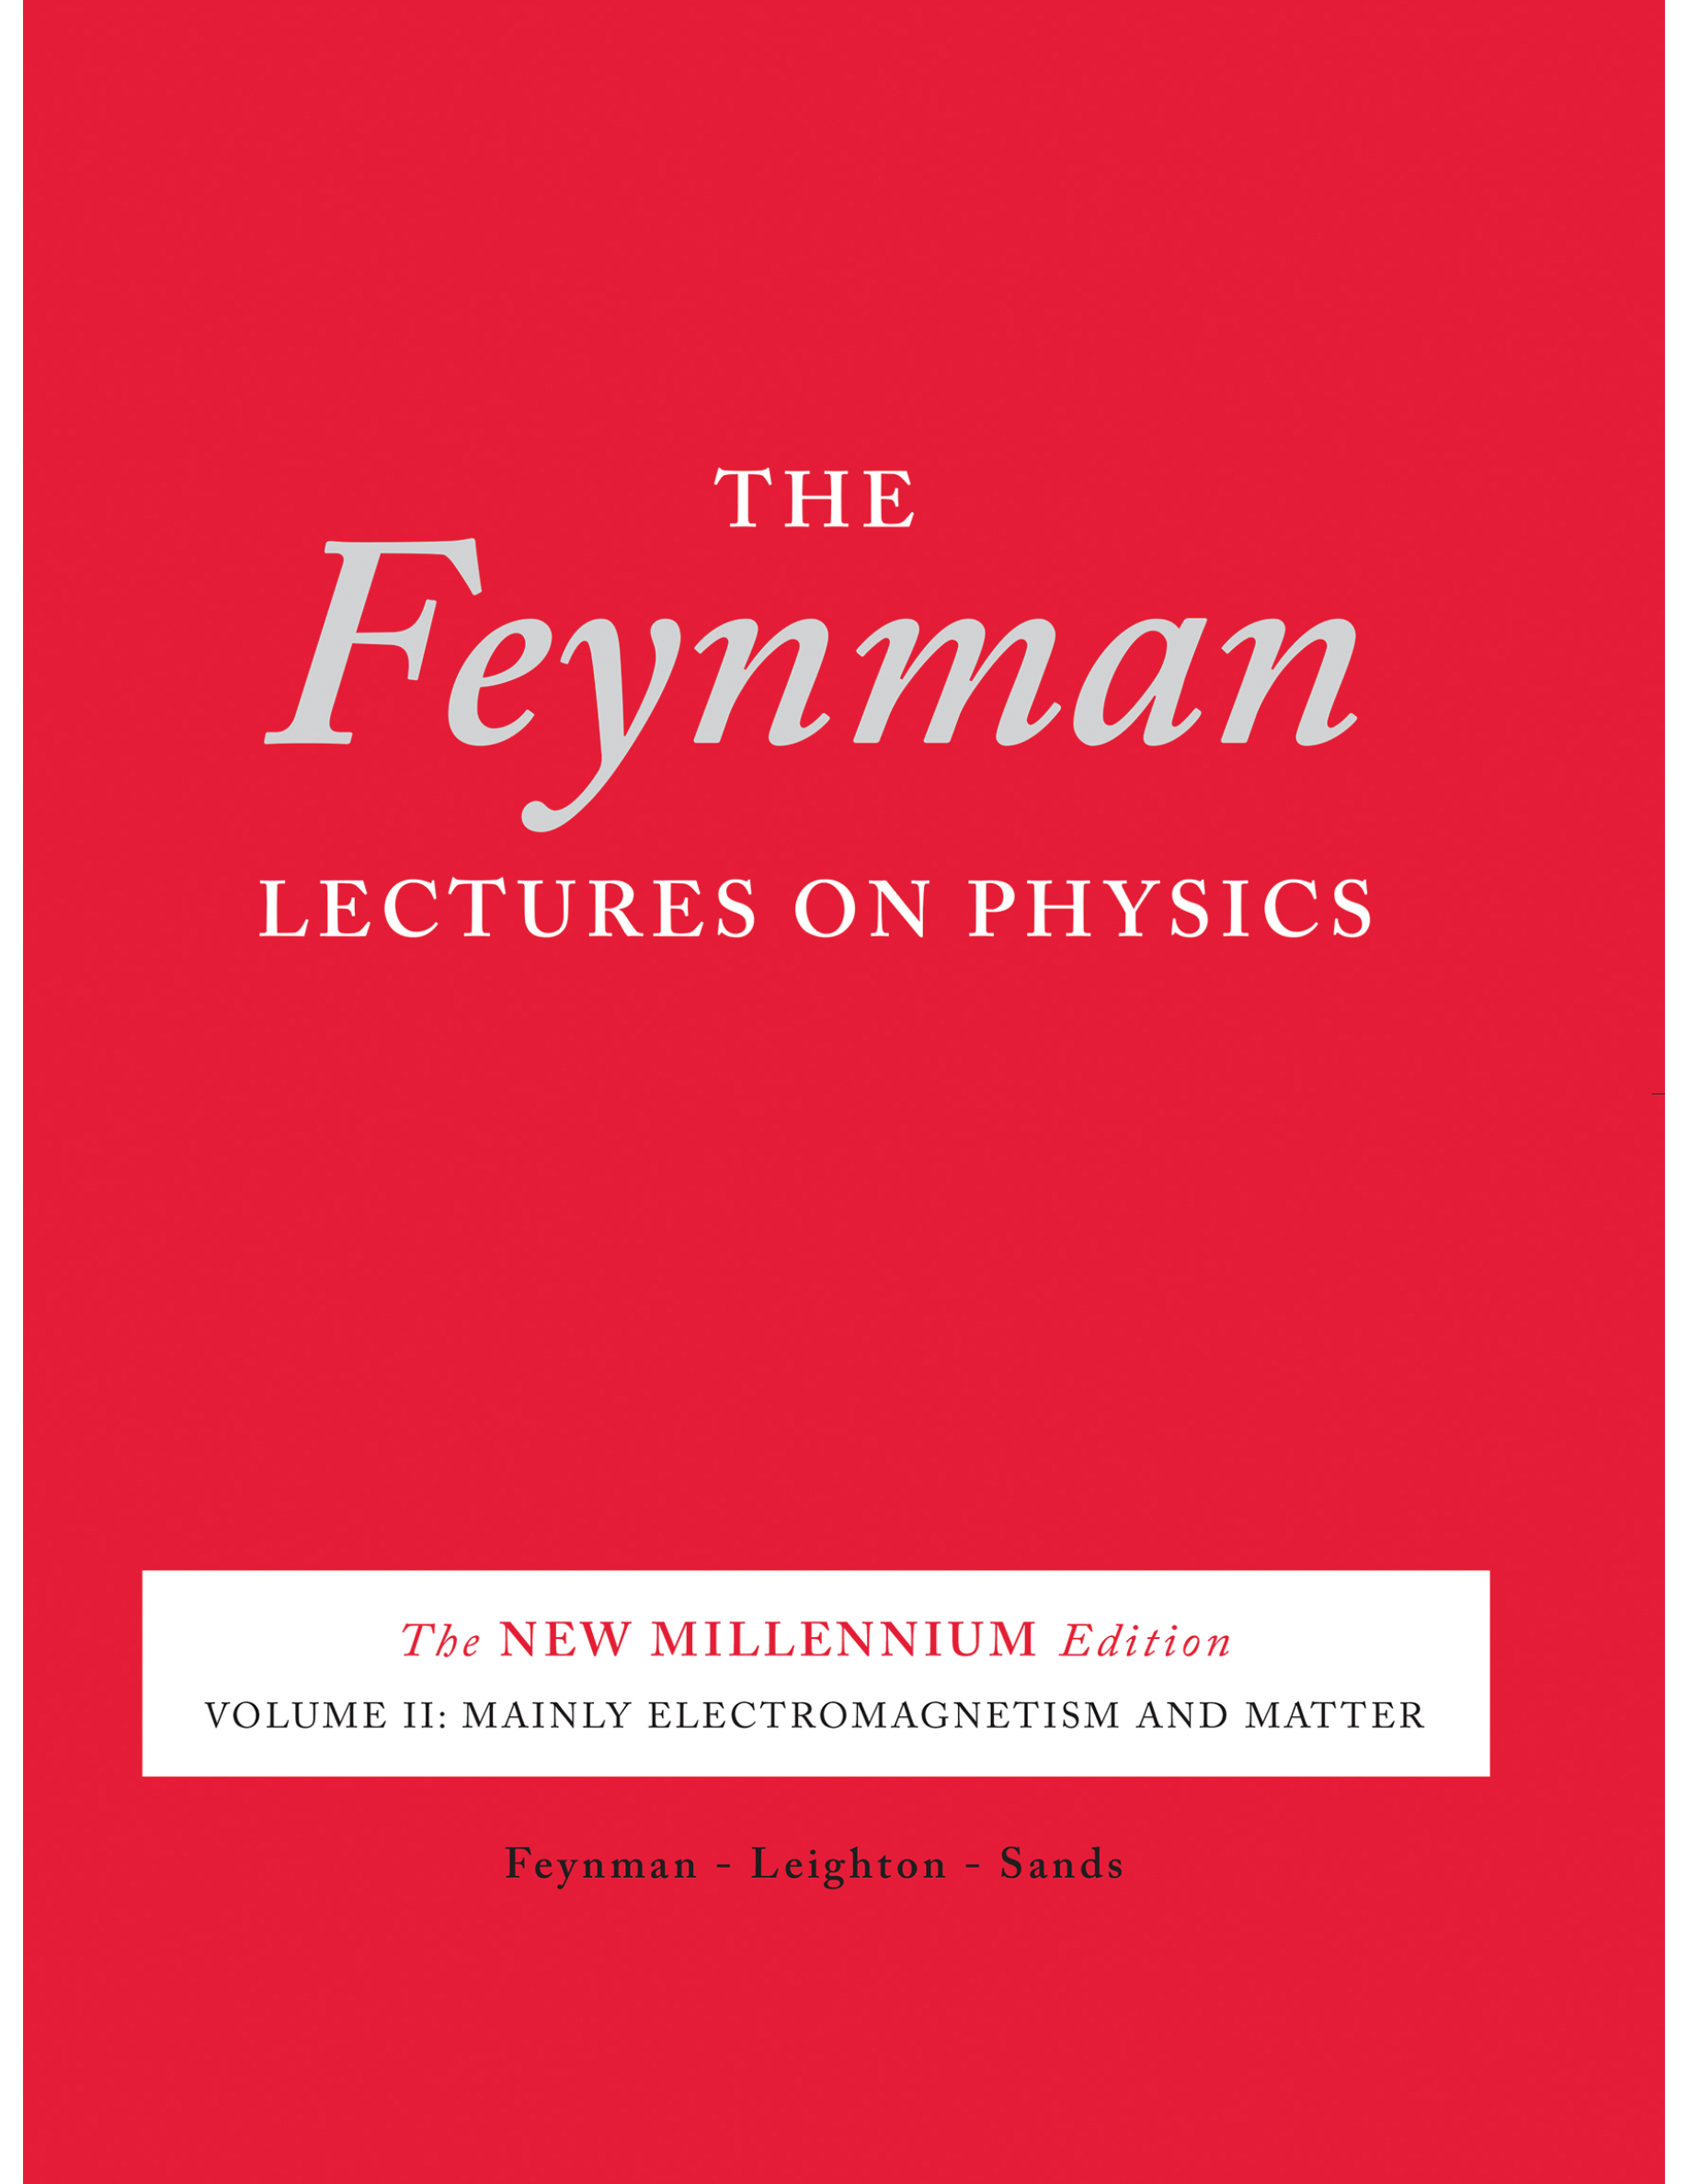 THE
Feynman
LECTURES ON PHYSICS
The NEW MILLENNIUM Edition
VOLUME II: MAINLY ELECTROMAGNETISM AND MATTER
Feynman - Leighton - Sands